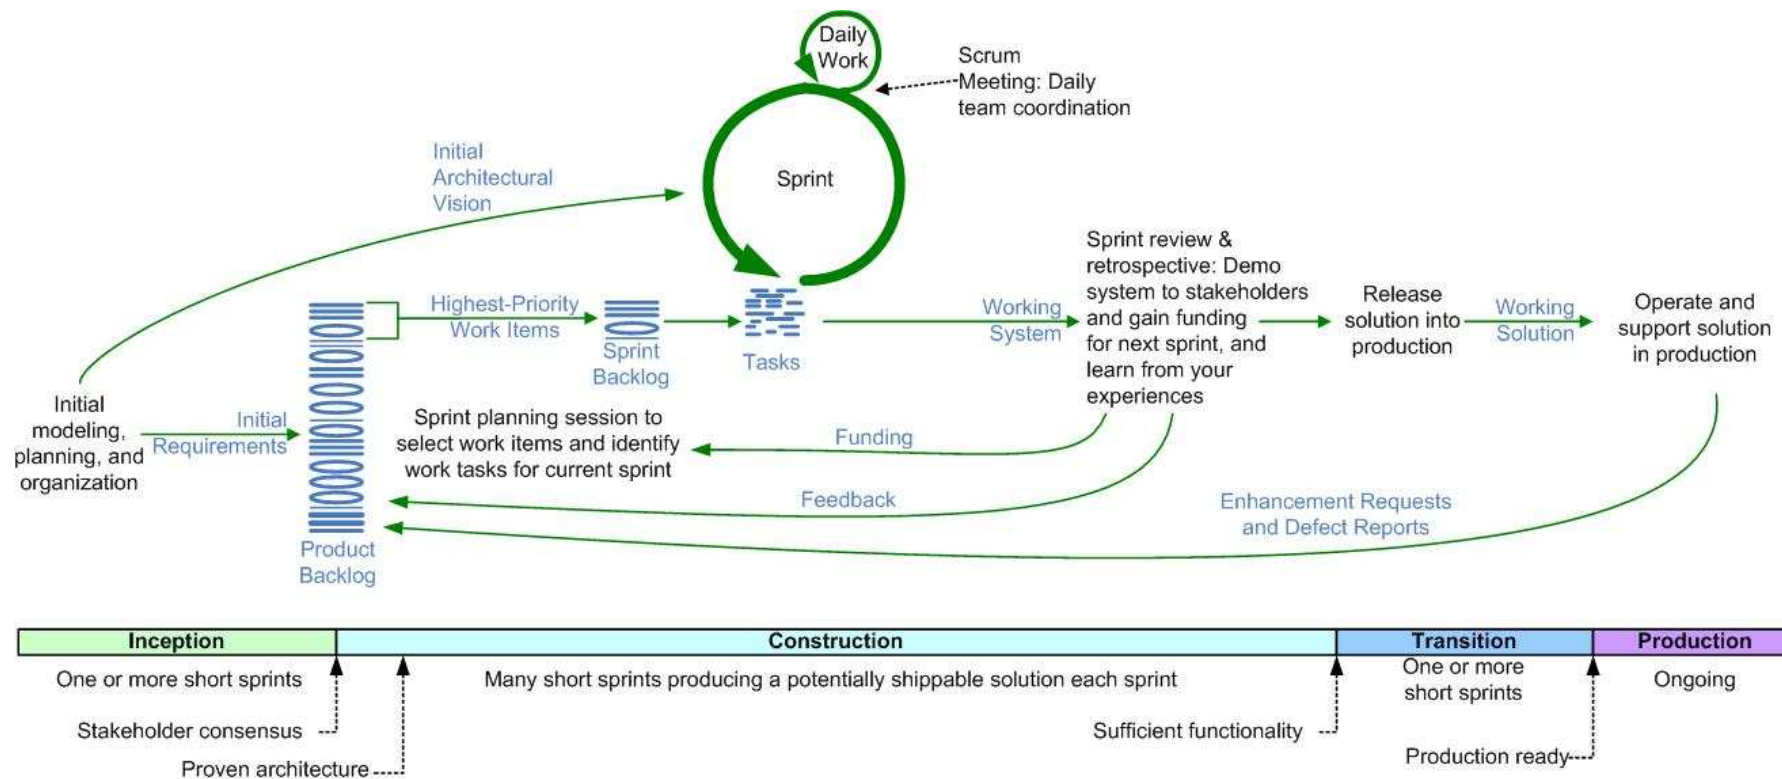 Daily
Work
Scrum
Meeting: Daily
team coordination
Initial
Architectural
Vision
Sprint
Sprint review &
retrospective: Demo
system to stakeholders
and gain funding
for next sprint, and
learn from your
experiences
Highest-Priority
Work Items
Sprint
Backlog
Tasks
Working
System
Release
solution into
production
Working
Solution
Operate and
support solution
in production
Initial
modeling,
planning, and
organization
Initial
Requirements
Sprint planning session to
select work items and identify
work tasks for current sprint
Funding
Feedback
Enhancement Requests
and Defect Reports
Product
Backlog
Inception
Construction
Transition
Production
One or more short sprints
Many short sprints producing a potentially shippable solution each sprint
One or more
short sprints
Ongoing
Stakeholder consensus
Sufficient functionality
Proven architecture
Production ready